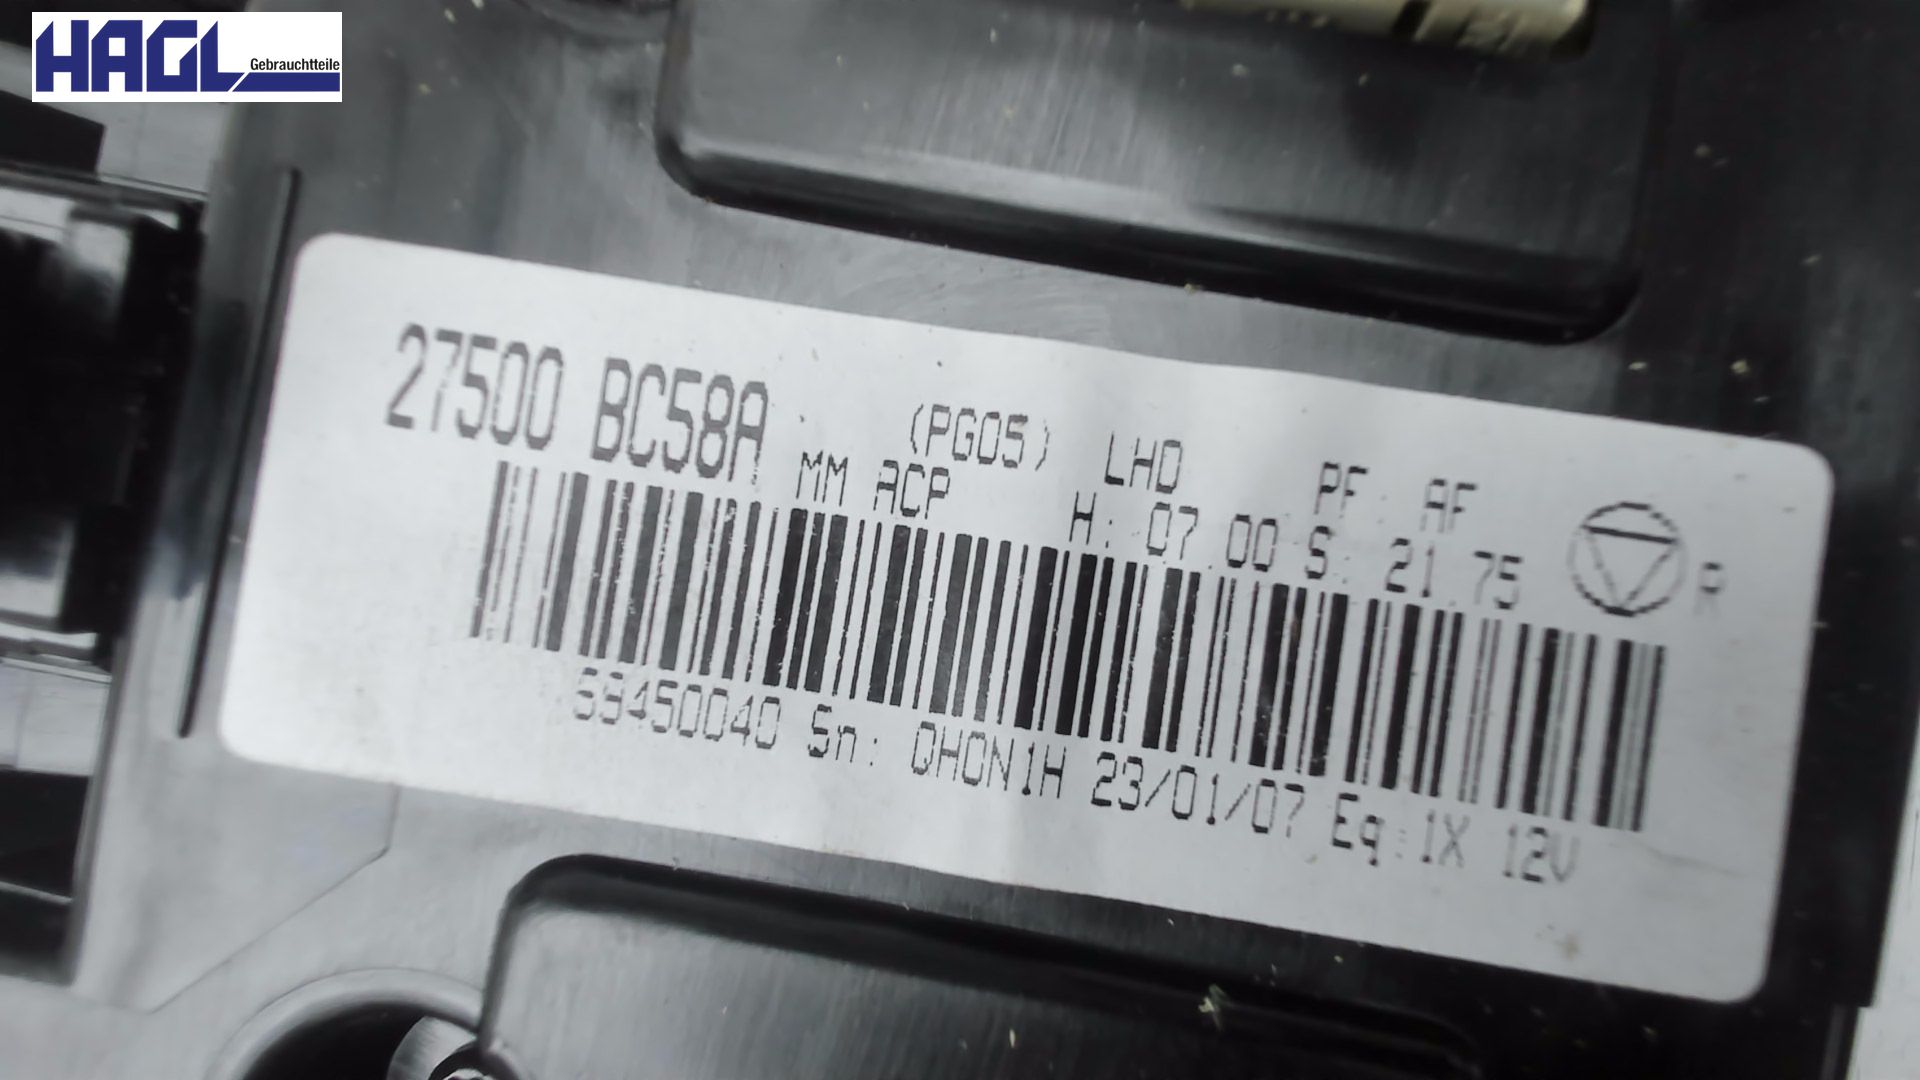 HAGL
Gebrauchtteile
27500 BC58A (PG05) LHD PF: AF
MM ACP H: 07.00 S: 21.75 R
69450040 Sn: QHON1H 23/01/07 Eq:1X 12V